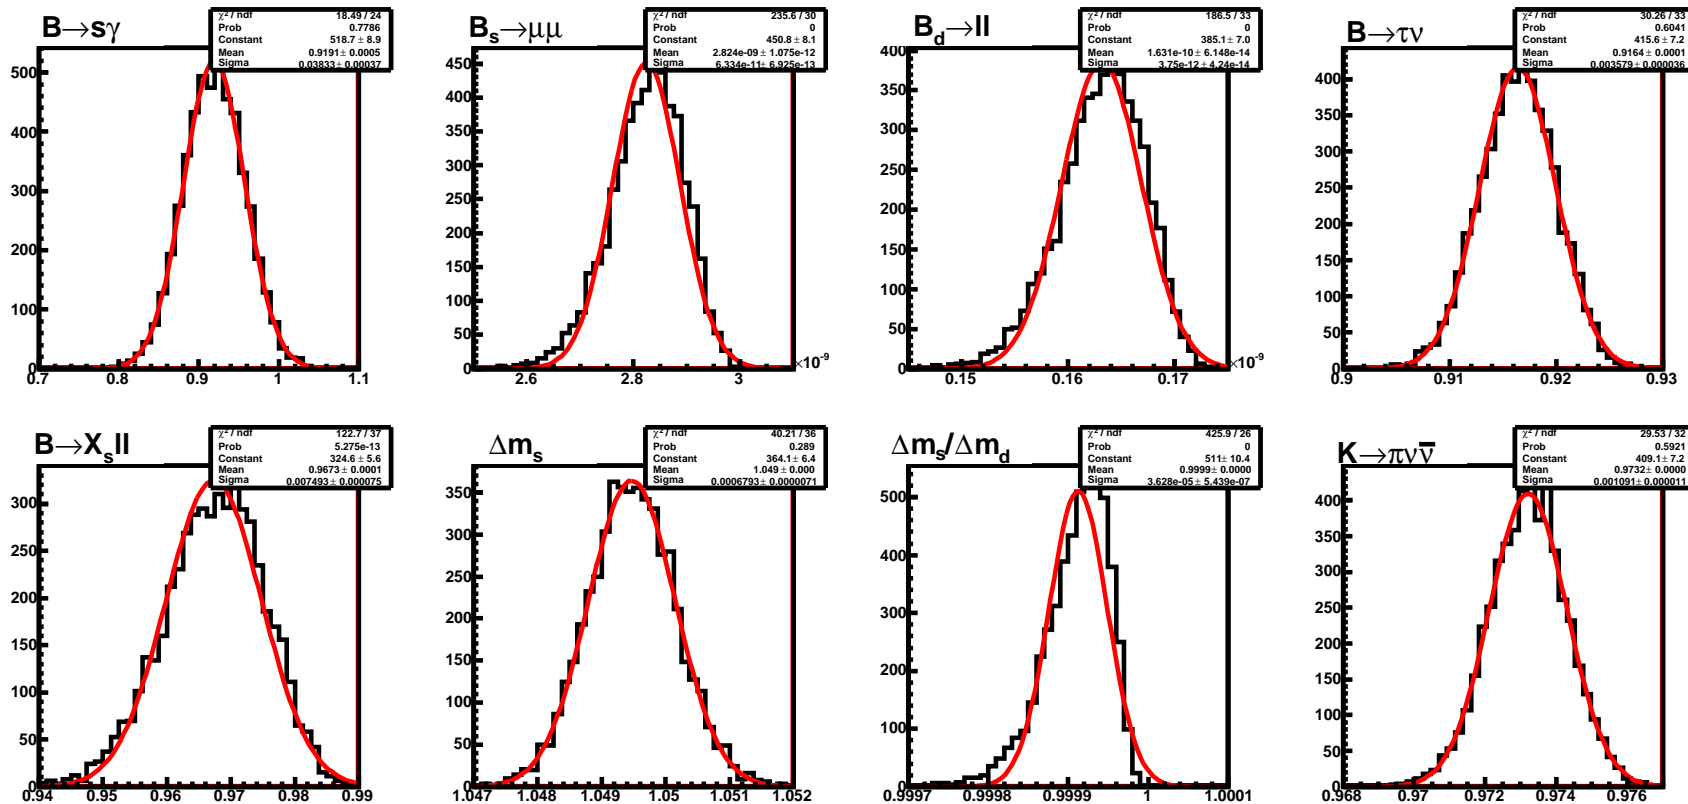 B→sγ
χ² / ndf 18.49 / 24
Prob 0.7786
Constant 518.7 ± 8.9
Mean 0.9191 ± 0.0005
Sigma 0.03833 ± 0.00037
500
400
300
200
100
0
0.7 0.8 0.9 1 1.1
Bs→μμ
χ² / ndf 235.6 / 30
Prob 0
Constant 450.8 ± 8.1
Mean 2.824e-09 ± 1.075e-12
Sigma 6.334e-11 ± 6.925e-13
450
400
350
300
250
200
150
100
50
0
2.6 2.8 3
×10⁻⁹
Bd→ll
χ² / ndf 186.5 / 33
Prob 0
Constant 385.1 ± 7.0
Mean 1.631e-10 ± 6.148e-14
Sigma 3.75e-12 ± 4.24e-14
400
350
300
250
200
150
100
50
0
0.15 0.16 0.17
×10⁻⁹
B→τν
χ² / ndf 30.26 / 33
Prob 0.6041
Constant 415.6 ± 7.2
Mean 0.9164 ± 0.0001
Sigma 0.003579 ± 0.000036
400
350
300
250
200
150
100
50
0
0.9 0.91 0.92 0.93
B→Xsll
χ² / ndf 122.7 / 37
Prob 5.275e-13
Constant 324.6 ± 5.6
Mean 0.9673 ± 0.0001
Sigma 0.007493 ± 0.000075
300
250
200
150
100
50
0
0.94 0.95 0.96 0.97 0.98 0.99
Δms
χ² / ndf 40.21 / 36
Prob 0.289
Constant 364.1 ± 6.4
Mean 1.049 ± 0.000
Sigma 0.0006793 ± 0.0000071
350
300
250
200
150
100
50
0
1.047 1.048 1.049 1.05 1.051 1.052
Δms/Δmd
χ² / ndf 425.9 / 26
Prob 0
Constant 511 ± 10.4
Mean 0.9999 ± 0.0000
Sigma 3.628e-05 ± 5.439e-07
500
400
300
200
100
0
0.9997 0.9998 0.9999 1 1.0001
K→πνν̄
χ² / ndf 29.53 / 32
Prob 0.5921
Constant 409.1 ± 7.2
Mean 0.9732 ± 0.0000
Sigma 0.001091 ± 0.000011
400
350
300
250
200
150
100
50
0
0.968 0.97 0.972 0.974 0.976